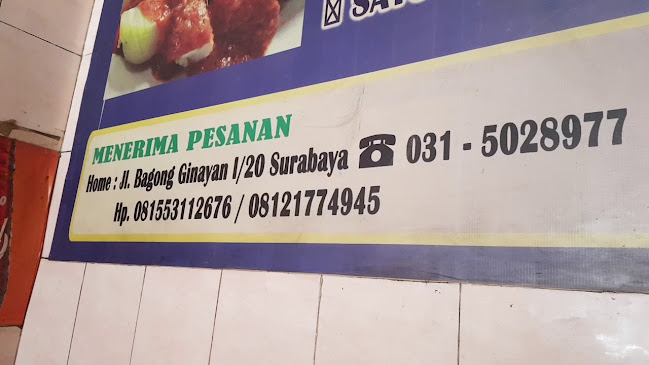 MENERIMA PESANAN
Home : Jl. Bagong Ginayan I/20 Surabaya ☎ 031 - 5028977
Hp. 081553112676 / 08121774945